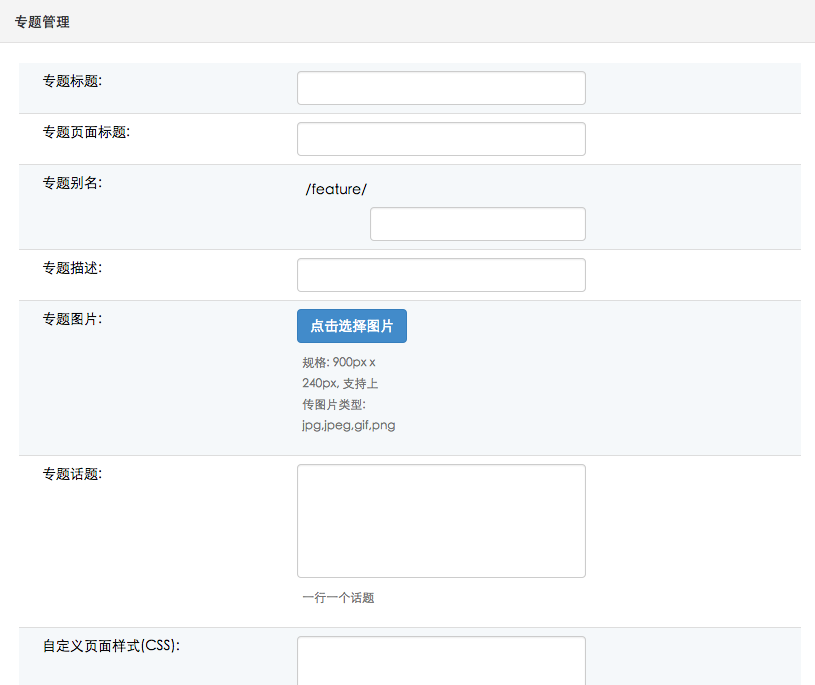 专题管理
专题标题:
专题页面标题:
专题别名:
/feature/
专题描述:
专题图片:
点击选择图片
规格: 900px x
240px, 支持上
传图片类型:
jpg,jpeg,gif,png
专题话题:
一行一个话题
自定义页面样式(CSS):